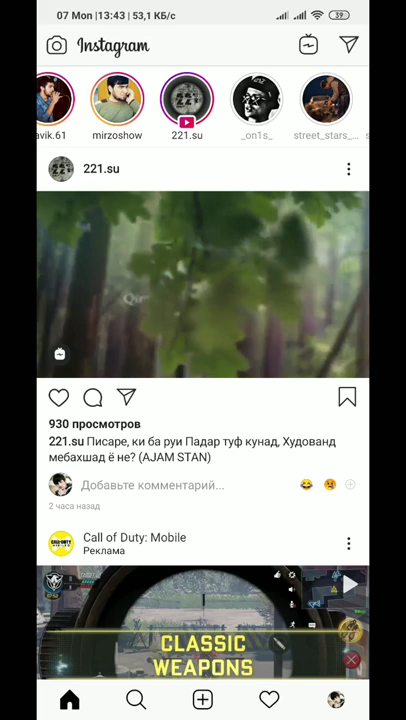 07 Mon |13:43 | 53,1 КБ/с
39
Instagram
avik.61
mirzoshow
221.su
_on1s_
street_stars_...
221.su
930 просмотров
221.su Писаре, ки ба руи Падар туф кунад, Худованд
мебахшад ё не? (AJAM STAN)
Добавьте комментарий...
2 часа назад
Call of Duty: Mobile
Реклама
CLASSIC
WEAPONS